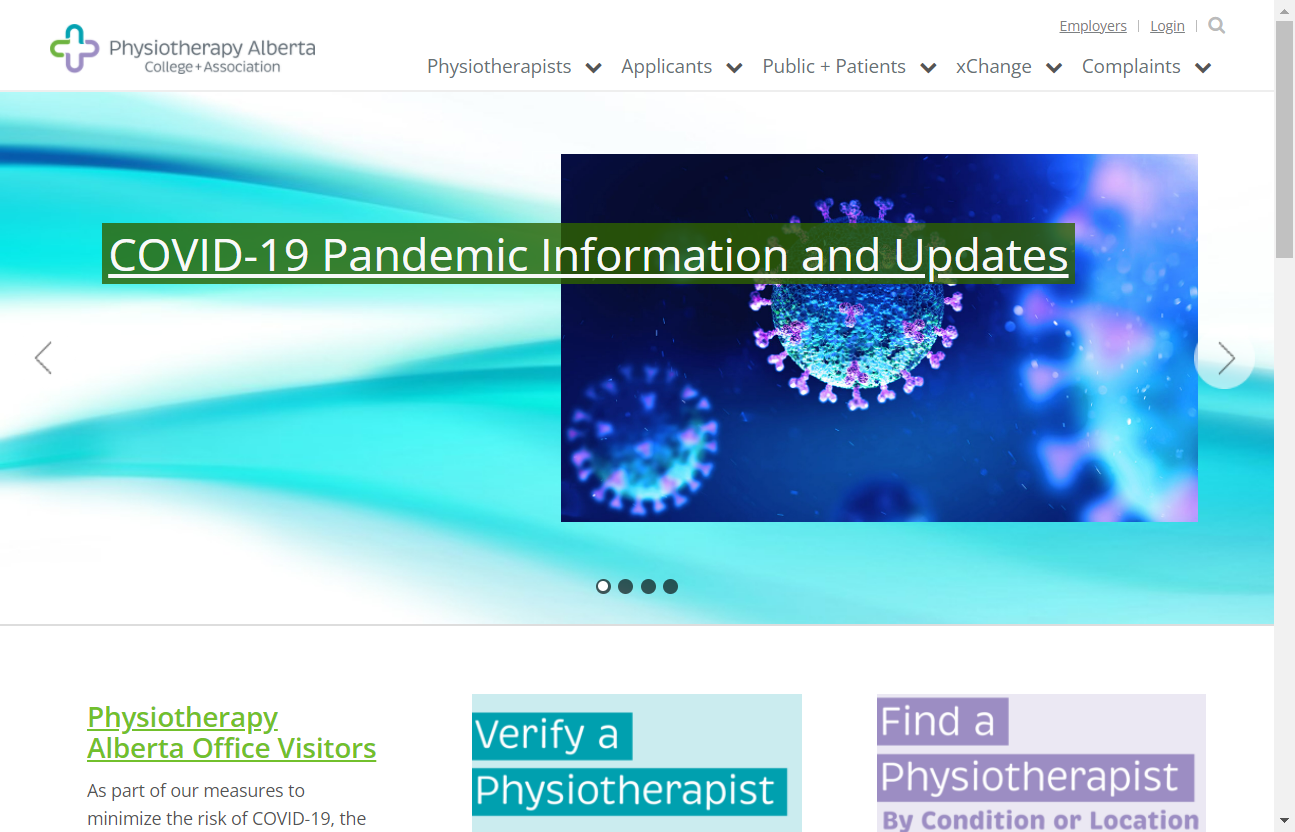 Employers
Login
Physiotherapy Alberta
College + Association
Physiotherapists
Applicants
Public + Patients
xChange
Complaints
COVID-19 Pandemic Information and Updates
Physiotherapy
Alberta Office Visitors
As part of our measures to
minimize the risk of COVID-19, the
Verify a
Physiotherapist
Find a
Physiotherapist
By Condition or Location